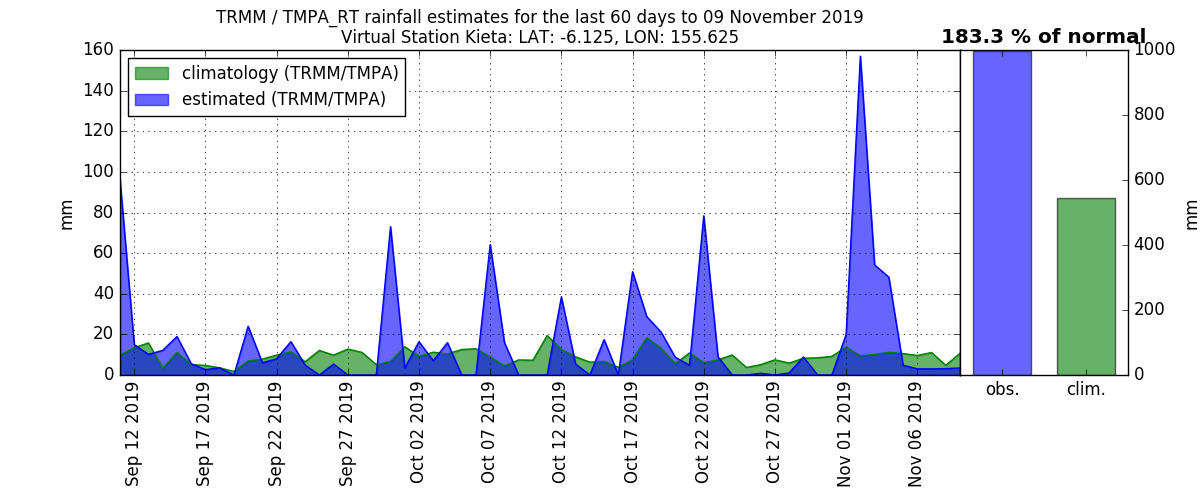 TRMM / TMPA_RT rainfall estimates for the last 60 days to 09 November 2019
Virtual Station Kieta: LAT: -6.125, LON: 155.625
183.3 % of normal
climatology (TRMM/TMPA)
estimated (TRMM/TMPA)
160
140
120
100
80
60
40
20
0
mm
1000
800
600
400
200
0
mm
Sep 12 2019
Sep 17 2019
Sep 22 2019
Sep 27 2019
Oct 02 2019
Oct 07 2019
Oct 12 2019
Oct 17 2019
Oct 22 2019
Oct 27 2019
Nov 01 2019
Nov 06 2019
obs.
clim.